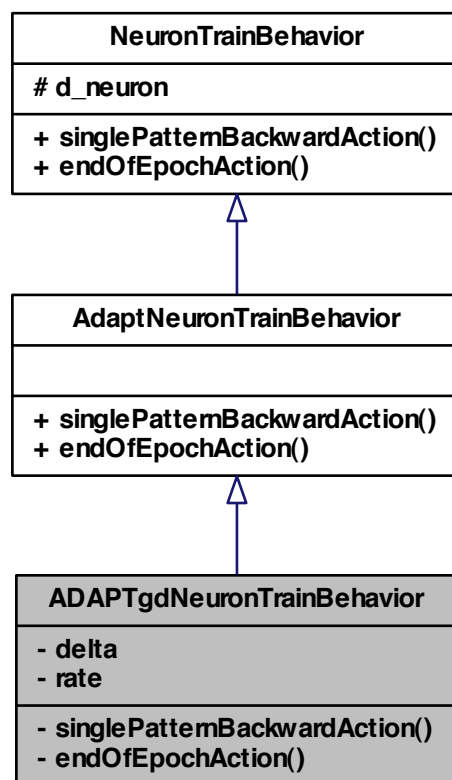 NeuronTrainBehavior
# d_neuron
+ singlePatternBackwardAction()
+ endOfEpochAction()
AdaptNeuronTrainBehavior
+ singlePatternBackwardAction()
+ endOfEpochAction()
ADAPTgdNeuronTrainBehavior
- delta
- rate
- singlePatternBackwardAction()
- endOfEpochAction()